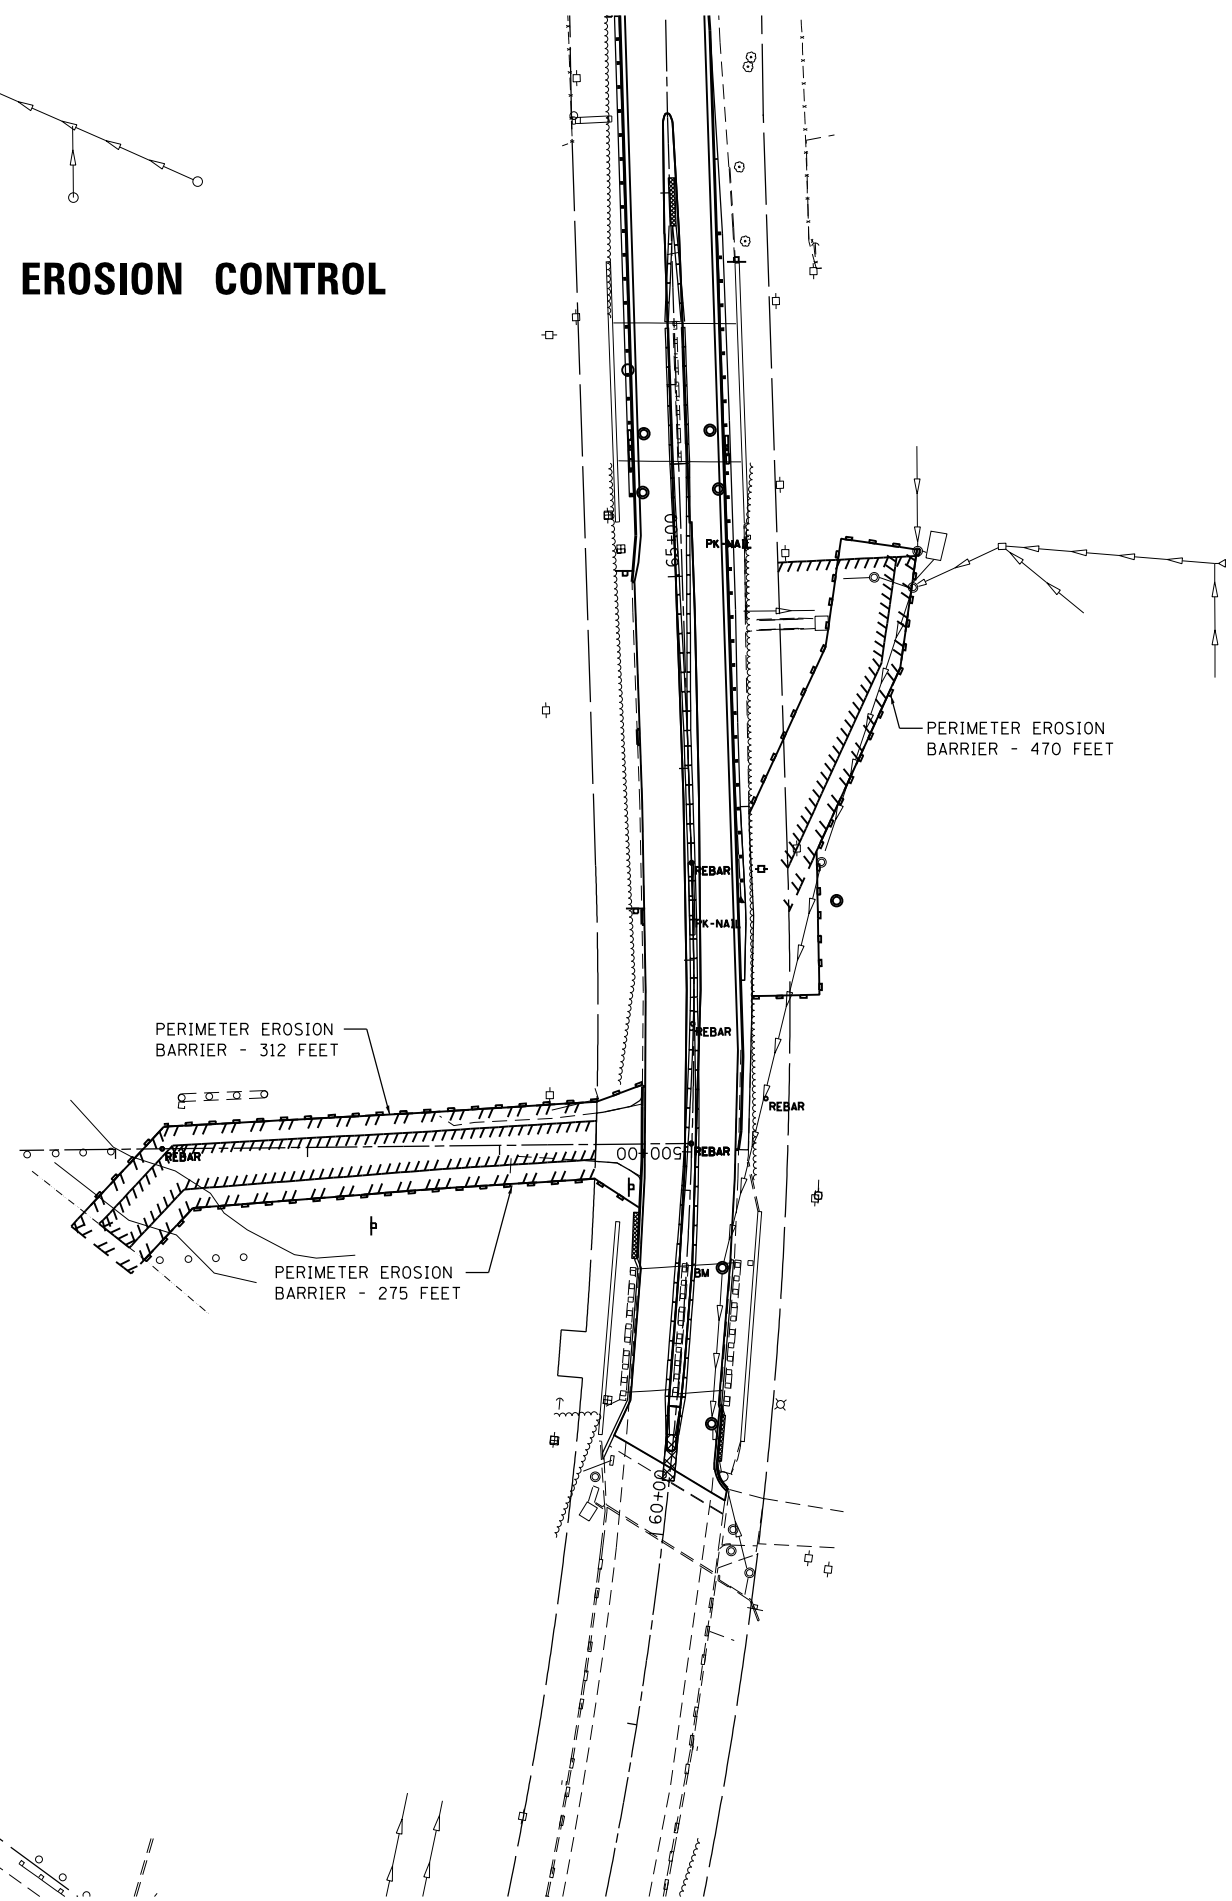 EROSION CONTROL
65+00
PK-NAIL
PERIMETER EROSION
BARRIER - 470 FEET
REBAR
PK-NAIL
PERIMETER EROSION
BARRIER - 312 FEET
REBAR
REBAR
REBAR
500+00
REBAR
PERIMETER EROSION
BARRIER - 275 FEET
BM
60+00